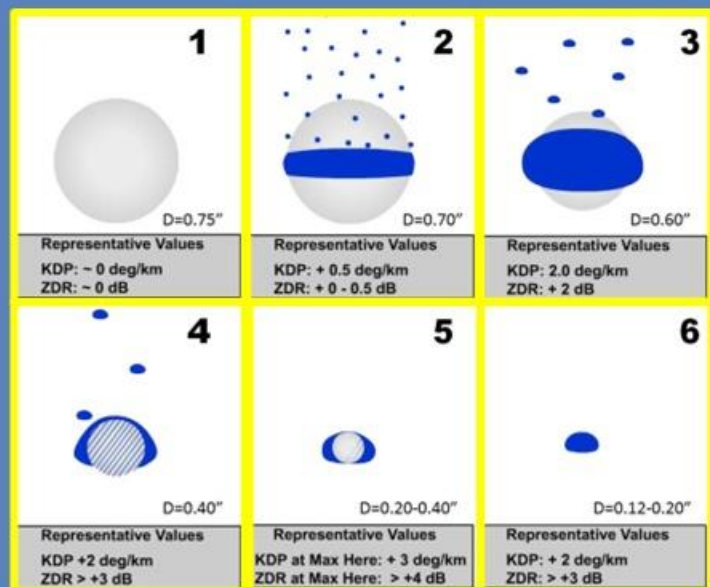 1
D=0.75"
Representative Values
KDP: ~ 0 deg/km
ZDR: ~ 0 dB
2
D=0.70"
Representative Values
KDP: + 0.5 deg/km
ZDR: + 0 - 0.5 dB
3
D=0.60"
Representative Values
KDP: 2.0 deg/km
ZDR: + 2 dB
4
D=0.40"
Representative Values
KDP +2 deg/km
ZDR > +3 dB
5
D=0.20-0.40"
Representative Values
KDP at Max Here: + 3 deg/km
ZDR at Max Here: > +4 dB
6
D=0.12-0.20"
Representative Values
KDP: + 2 deg/km
ZDR: > +3 dB